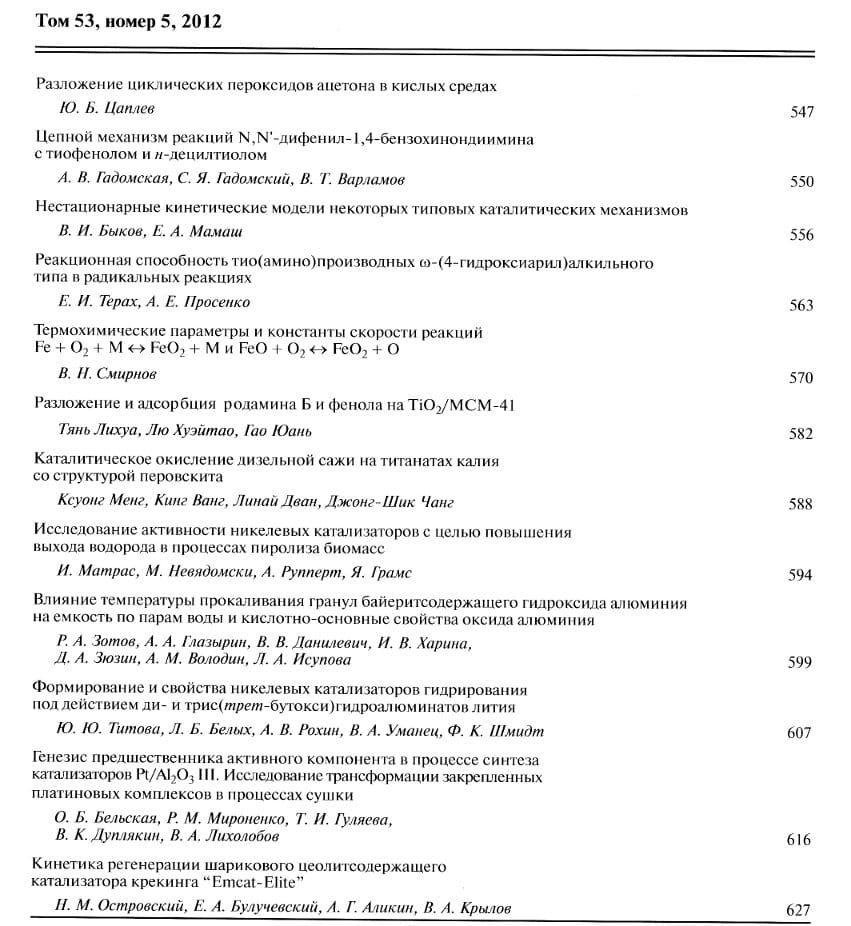 Том 53, номер 5, 2012
Разложение циклических пероксидов ацетона в кислых средах
Ю. Б. Цаплев 547
Цепной механизм реакций N,N'-дифенил-1,4-бензохинондиимина
с тиофенолом и н-децилтиолом
А. В. Гадомская, С. Я. Гадомский, В. Т. Варламов 550
Нестационарные кинетические модели некоторых типовых каталитических механизмов
В. И. Быков, Е. А. Мамаш 556
Реакционная способность тио(амино)производных ω-(4-гидроксиарил)алкильного
типа в радикальных реакциях
Е. И. Терах, А. Е. Просенко 563
Термохимические параметры и константы скорости реакций
Fe + O₂ + M ↔ FeO₂ + M и FeO + O₂ ↔ FeO₂ + O
В. Н. Смирнов 570
Разложение и адсорбция родамина Б и фенола на TiO₂/MCM-41
Тянь Лихуа, Лю Хуэйтао, Гао Юань 582
Каталитическое окисление дизельной сажи на титанатах калия
со структурой перовскита
Ксуонг Менг, Кинг Ванг, Линай Дван, Джонг-Шик Чанг 588
Исследование активности никелевых катализаторов с целью повышения
выхода водорода в процессах пиролиза биомасс
И. Матрас, М. Невядомски, А. Рупперт, Я. Грамс 594
Влияние температуры прокаливания гранул байеритсодержащего гидроксида алюминия
на емкость по парам воды и кислотно-основные свойства оксида алюминия
Р. А. Зотов, А. А. Глазырин, В. В. Данилевич, И. В. Харина,
Д. А. Зюзин, А. М. Володин, Л. А. Исупова 599
Формирование и свойства никелевых катализаторов гидрирования
под действием ди- и трис(трет-бутокси)гидроалюминатов лития
Ю. Ю. Титова, Л. Б. Белых, А. В. Рохин, В. А. Уманец, Ф. К. Шмидт 607
Генезис предшественника активного компонента в процессе синтеза
катализаторов Pt/Al₂O₃ III. Исследование трансформации закрепленных
платиновых комплексов в процессах сушки
О. Б. Бельская, Р. М. Мироненко, Т. И. Гуляева,
В. К. Дуплякин, В. А. Лихолобов 616
Кинетика регенерации шарикового цеолитсодержащего
катализатора крекинга “Emcat-Elite”
Н. М. Островский, Е. А. Булучевский, А. Г. Аликин, В. А. Крылов 627